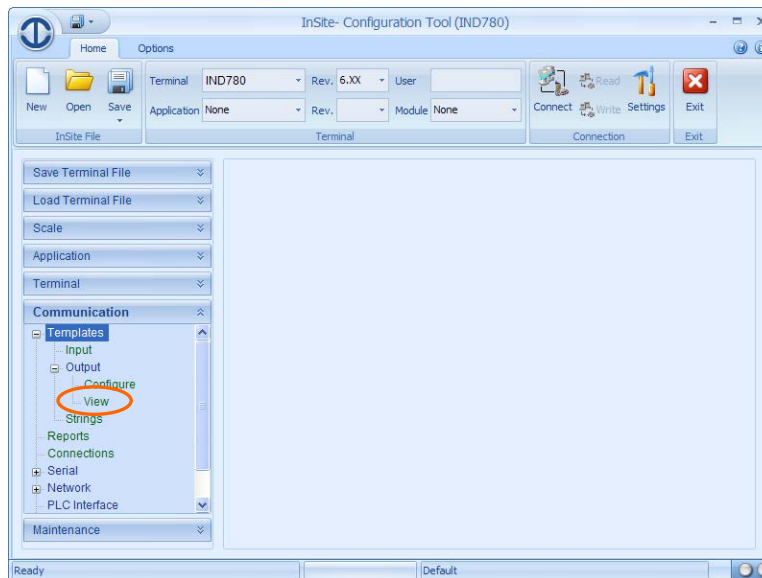 InSite- Configuration Tool (IND780)
Home Options
New Open Save
InSite File
Terminal IND780 Rev. 6.XX User
Application None Rev. Module None
Terminal
Connect Read Write Settings
Connection
Exit
Exit
Save Terminal File
Load Terminal File
Scale
Application
Terminal
Communication
Templates
Input
Output
Configure
View
Strings
Reports
Connections
Serial
Network
PLC Interface
Maintenance
Ready Default